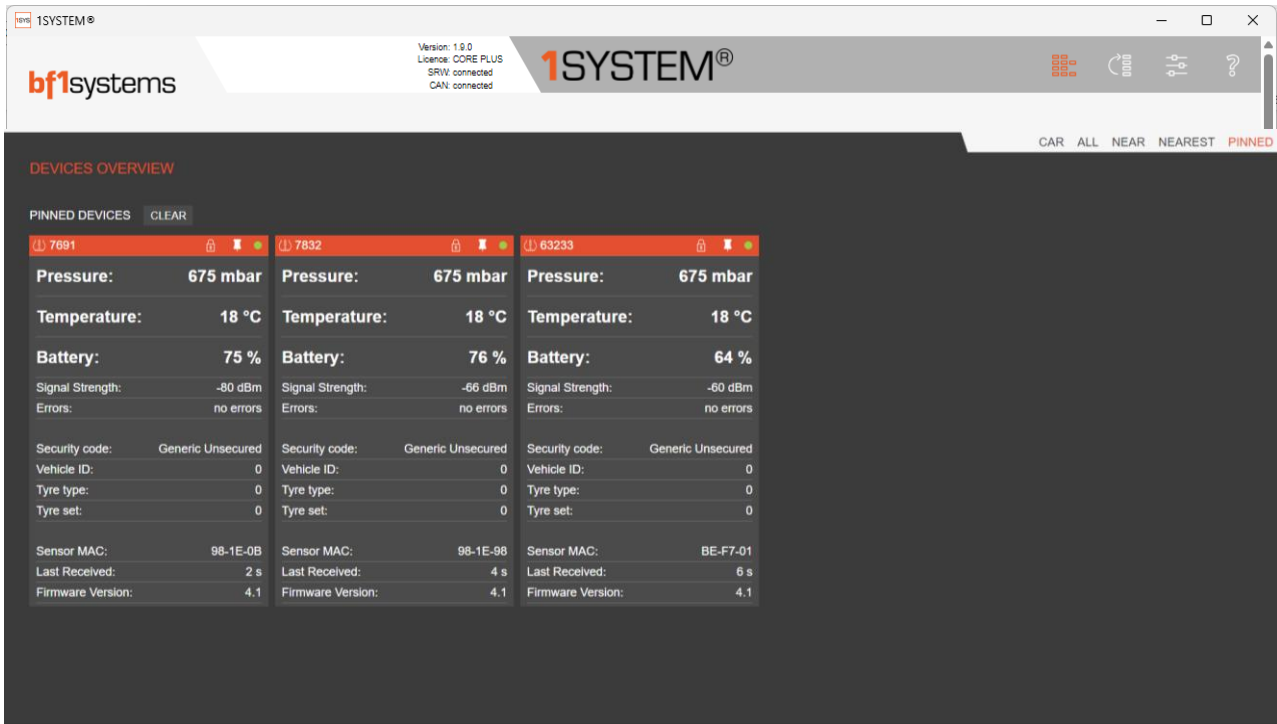 1SYS 1SYSTEM®
bf1systems
Version: 1.9.0
Licence: CORE PLUS
SRW: connected
CAN: connected
1SYSTEM®
CAR ALL NEAR NEAREST PINNED
DEVICES OVERVIEW
PINNED DEVICES CLEAR
7691
Pressure: 675 mbar
Temperature: 18 °C
Battery: 75 %
Signal Strength: -80 dBm
Errors: no errors
Security code: Generic Unsecured
Vehicle ID: 0
Tyre type: 0
Tyre set: 0
Sensor MAC: 98-1E-0B
Last Received: 2 s
Firmware Version: 4.1
7832
Pressure: 675 mbar
Temperature: 18 °C
Battery: 76 %
Signal Strength: -66 dBm
Errors: no errors
Security code: Generic Unsecured
Vehicle ID: 0
Tyre type: 0
Tyre set: 0
Sensor MAC: 98-1E-98
Last Received: 4 s
Firmware Version: 4.1
63233
Pressure: 675 mbar
Temperature: 18 °C
Battery: 64 %
Signal Strength: -60 dBm
Errors: no errors
Security code: Generic Unsecured
Vehicle ID: 0
Tyre type: 0
Tyre set: 0
Sensor MAC: BE-F7-01
Last Received: 6 s
Firmware Version: 4.1